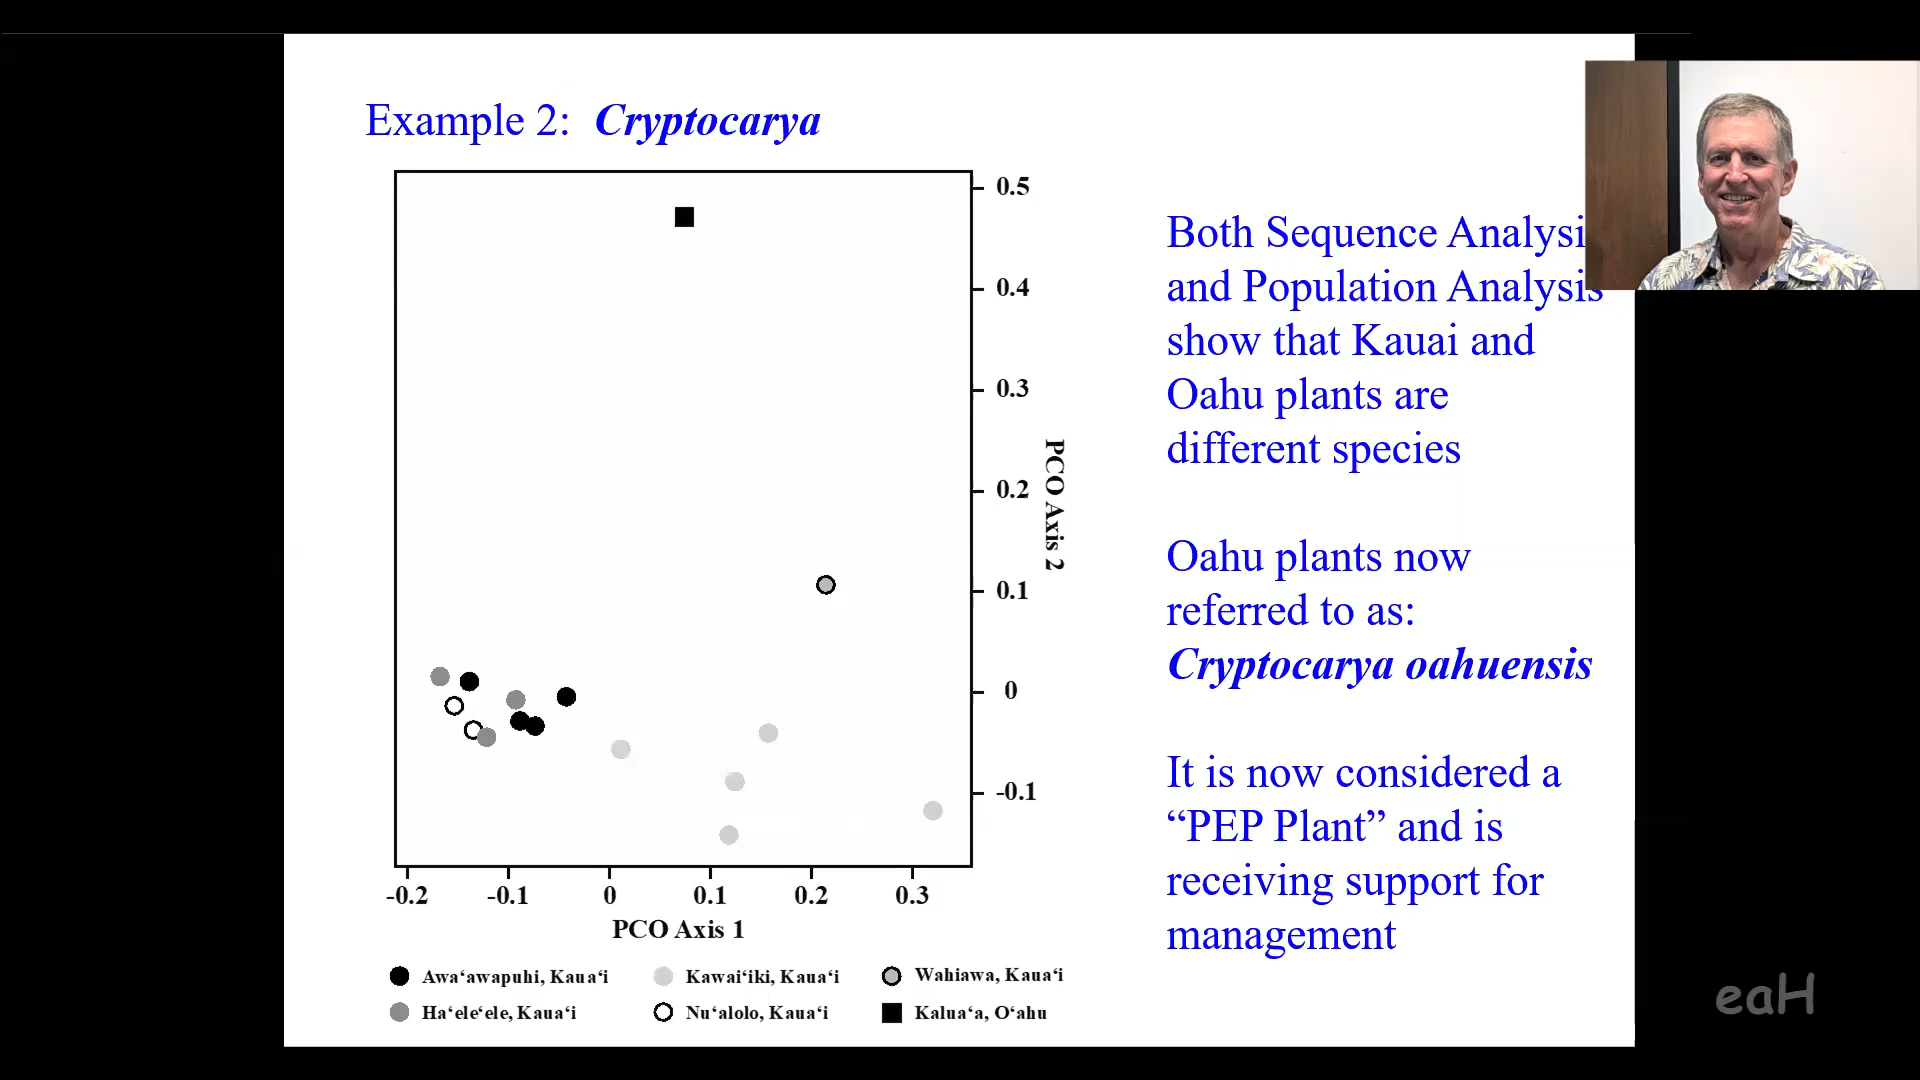 Example 2: Cryptocarya
0.5
0.4
0.3
0.2
0.1
0
-0.1
PCO Axis 2
-0.2 -0.1 0 0.1 0.2 0.3
PCO Axis 1
Awaʻawapuhi, Kauaʻi
Kawaiʻiki, Kauaʻi
Wahiawa, Kauaʻi
Haʻeleʻele, Kauaʻi
Nuʻalolo, Kauaʻi
Kaluaʻa, Oʻahu
Both Sequence Analysi
and Population Analysis
show that Kauai and
Oahu plants are
different species
Oahu plants now
referred to as:
Cryptocarya oahuensis
It is now considered a
“PEP Plant” and is
receiving support for
management
eaH